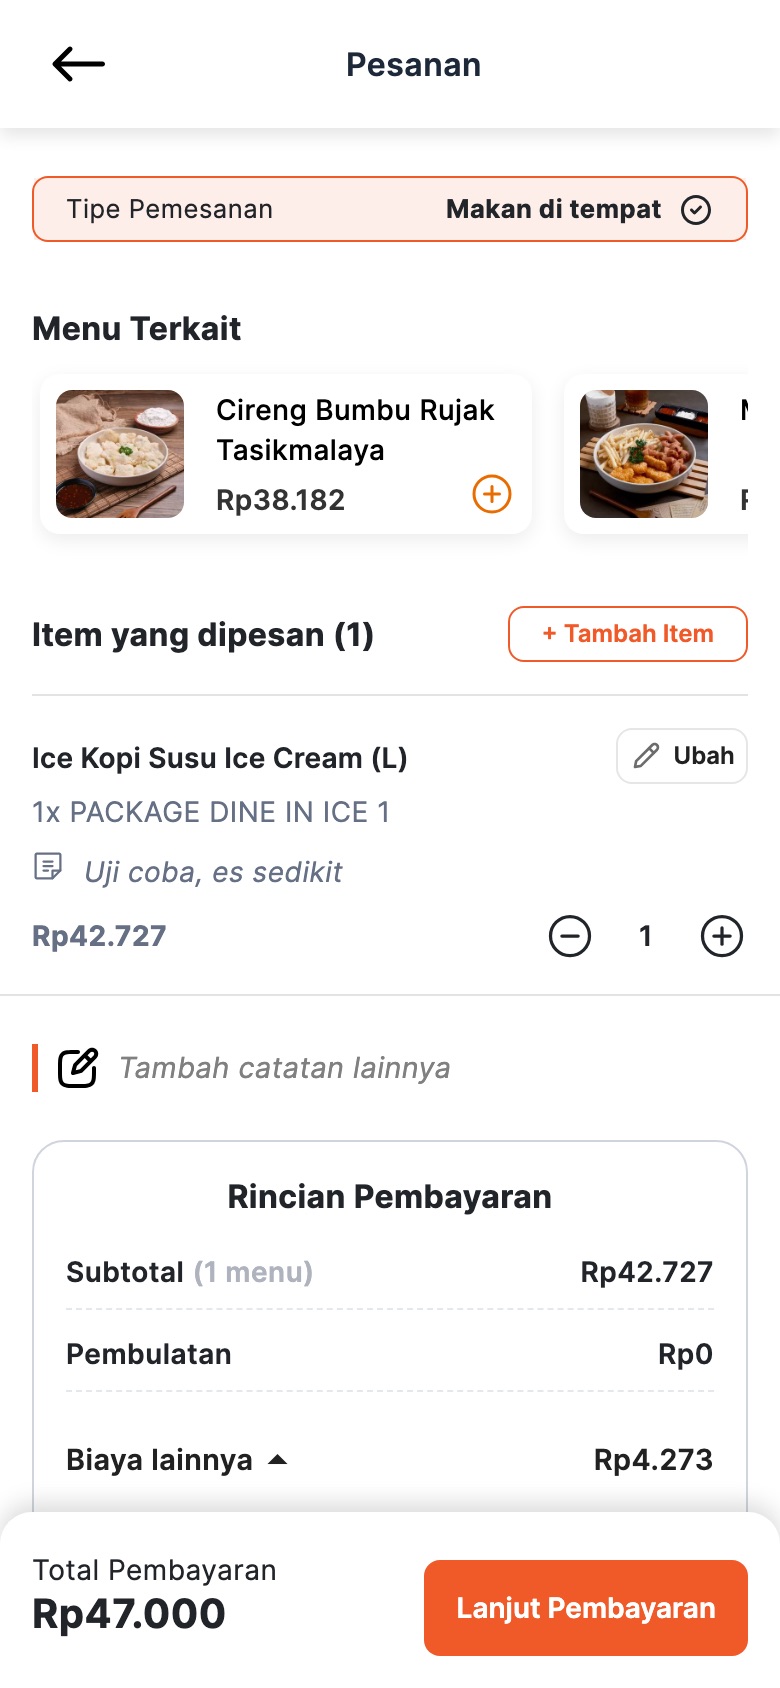 Pesanan
Tipe Pemesanan Makan di tempat
Menu Terkait
Cireng Bumbu Rujak
Tasikmalaya
Rp38.182
Item yang dipesan (1) + Tambah Item
Ice Kopi Susu Ice Cream (L) Ubah
1x PACKAGE DINE IN ICE 1
Uji coba, es sedikit
Rp42.727 1
Tambah catatan lainnya
Rincian Pembayaran
Subtotal (1 menu) Rp42.727
Pembulatan Rp0
Biaya lainnya Rp4.273
Total Pembayaran
Rp47.000
Lanjut Pembayaran